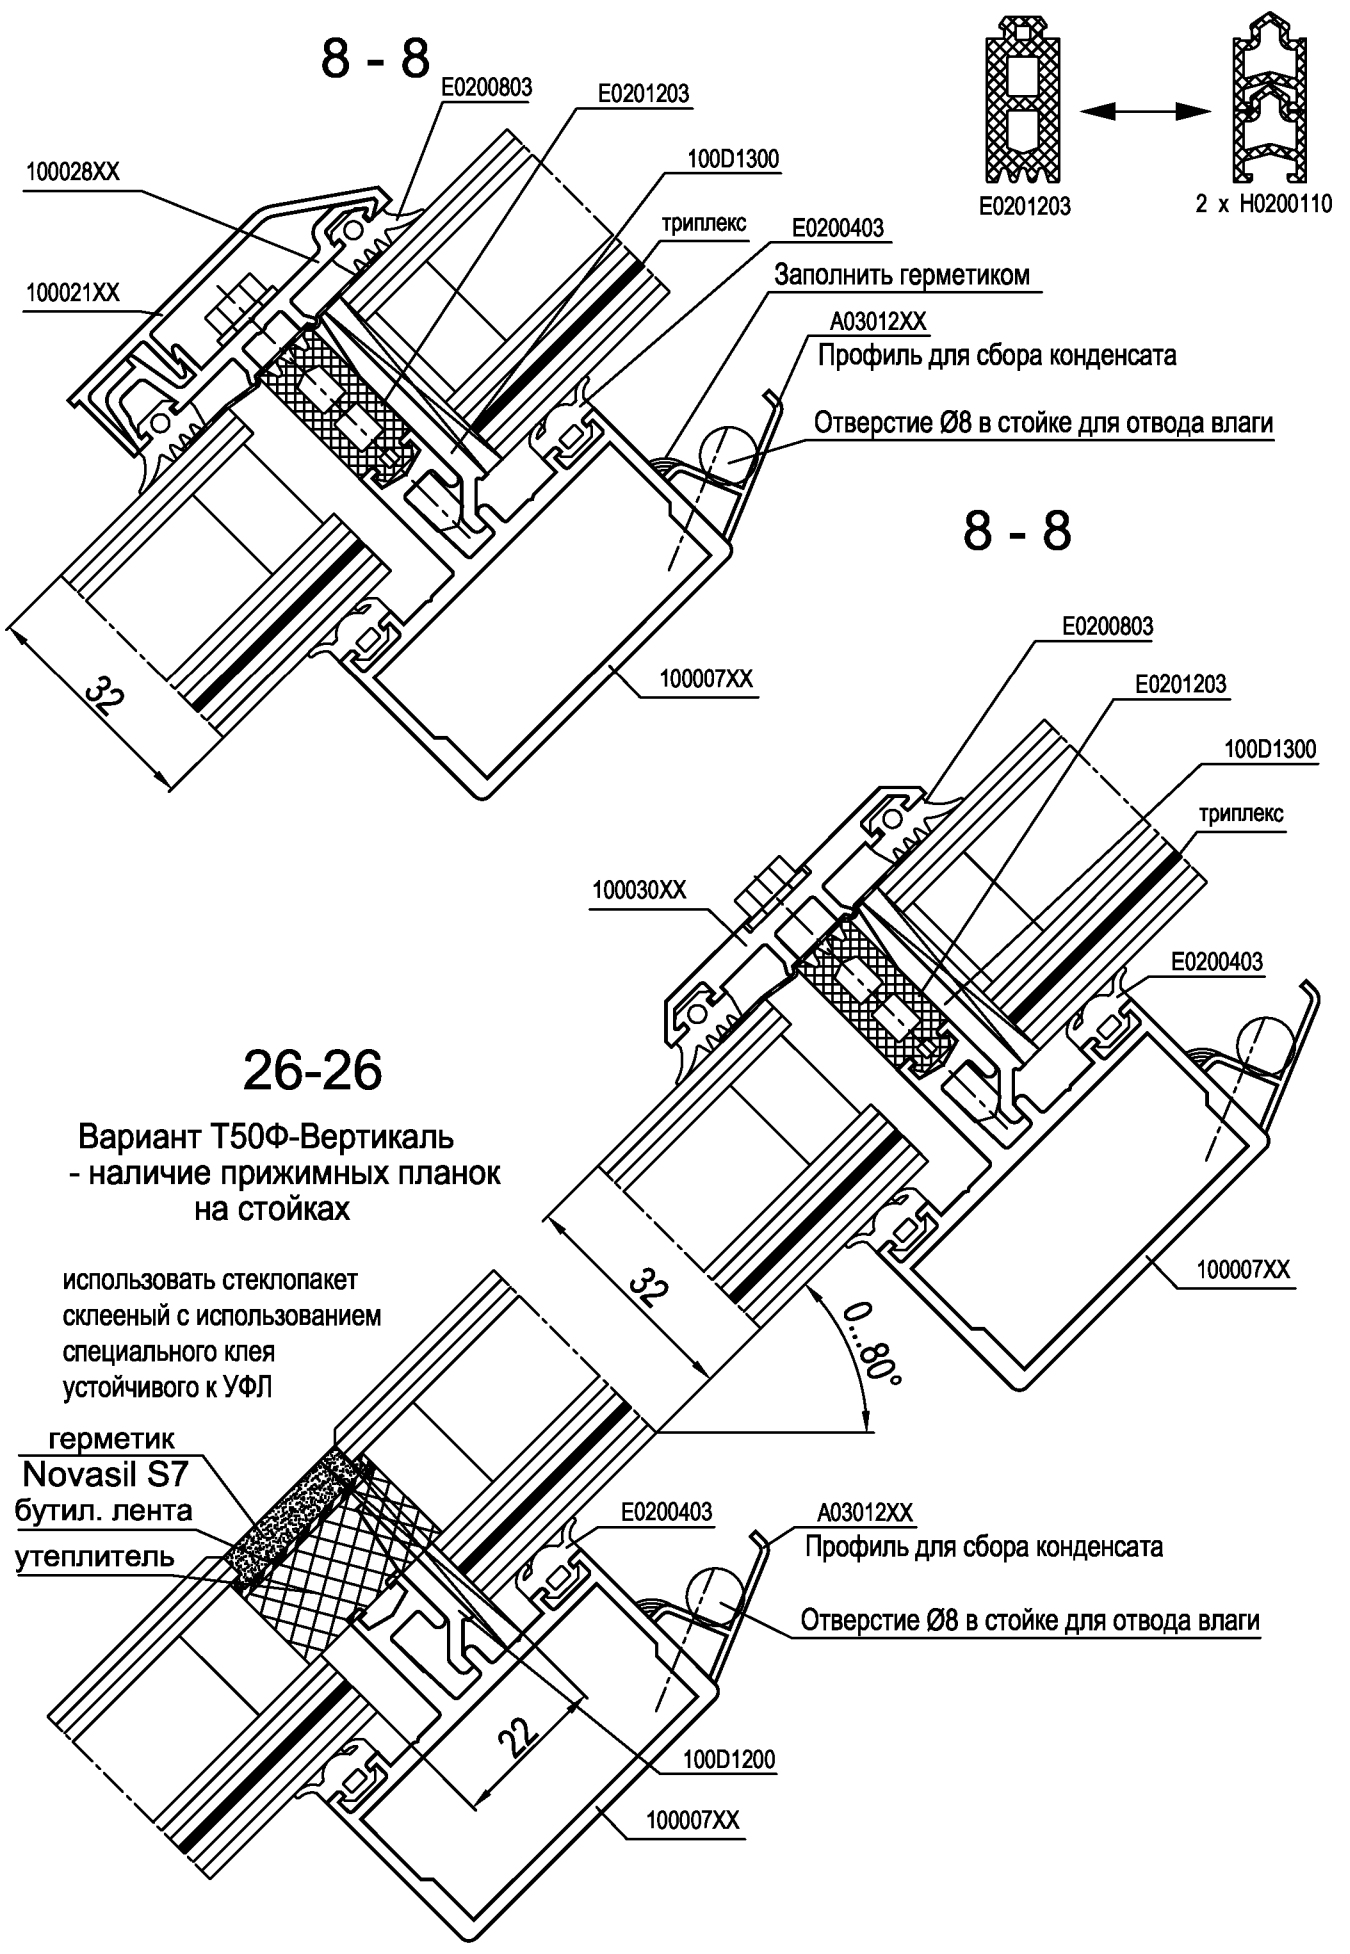 8 - 8
E0200803
E0201203
100028XX
100D1300
триплекс
E0200403
100021XX
Заполнить герметиком
A03012XX
Профиль для сбора конденсата
Отверстие Ø8 в стойке для отвода влаги
E0201203
2 x H0200110
32
100007XX
8 - 8
E0200803
E0201203
100D1300
триплекс
100030XX
E0200403
32
0...80°
100007XX
26-26
Вариант Т50Ф-Вертикаль
- наличие прижимных планок
на стойках
использовать стеклопакет
склееный с использованием
специального клея
устойчивого к УФЛ
герметик
Novasil S7
бутил. лента
утеплитель
E0200403
A03012XX
Профиль для сбора конденсата
Отверстие Ø8 в стойке для отвода влаги
22
100D1200
100007XX